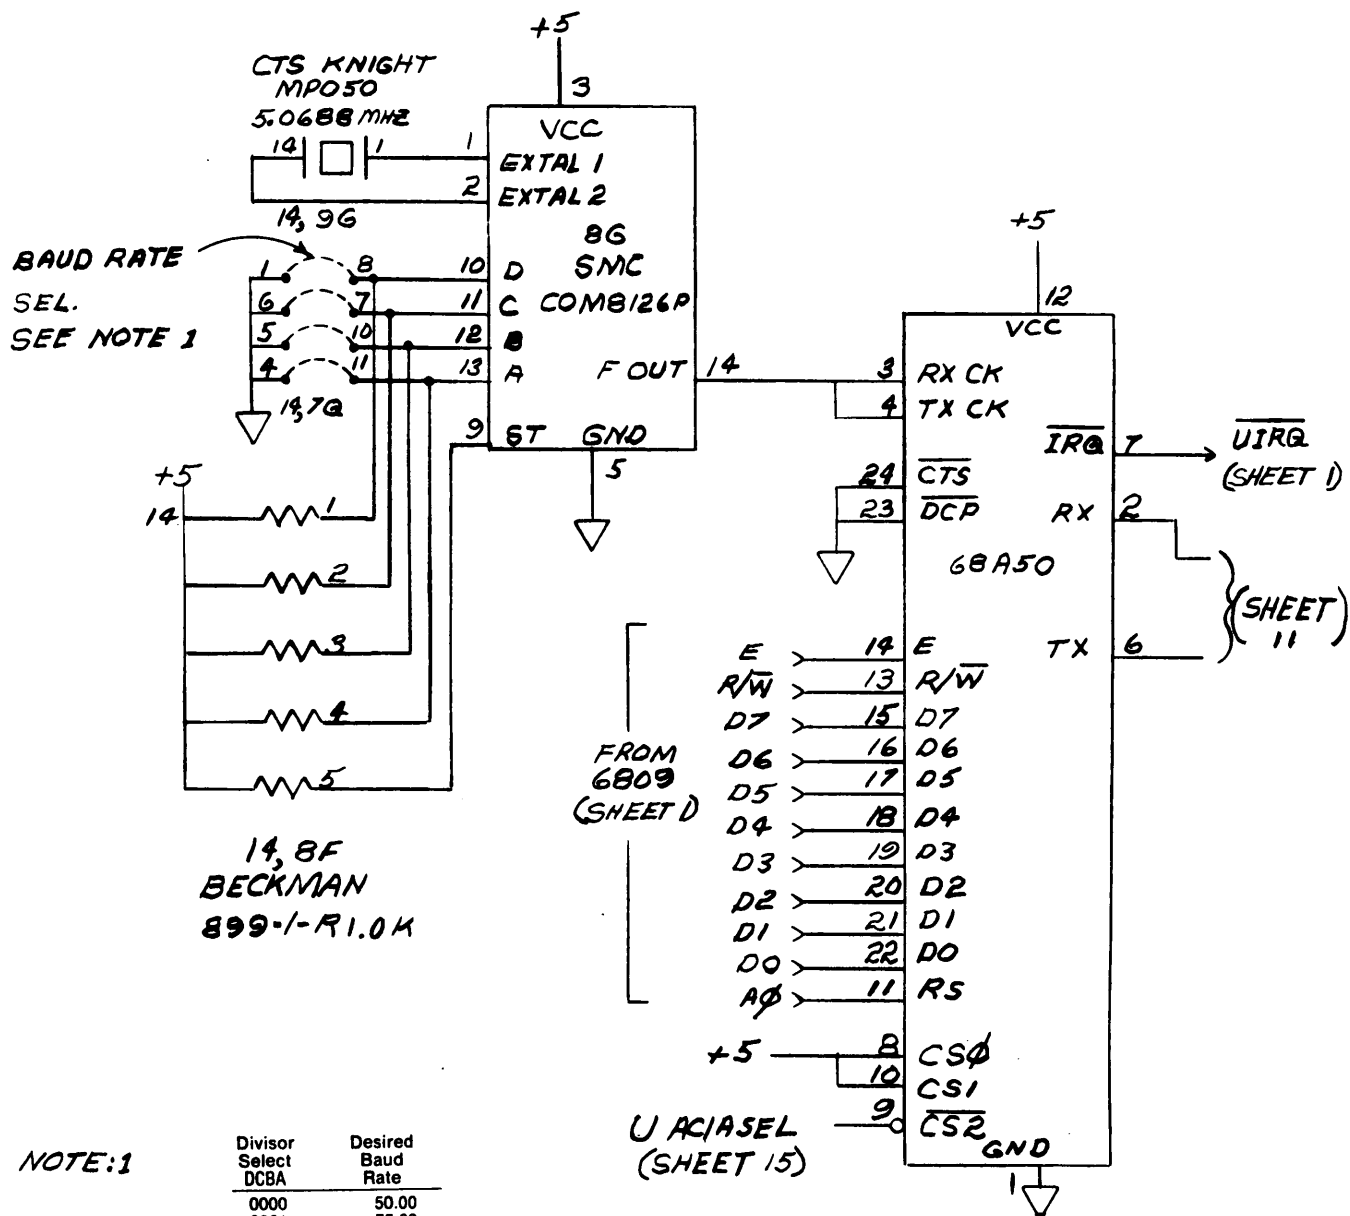 +5
CTS KNIGHT
MPO50
5.0688 MHZ
3
VCC
14 1
1 EXTAL 1
2 EXTAL 2
14, 9G
8G
SMC
COM8126P
BAUD RATE
SEL.
SEE NOTE 1
1 8 10 D
6 7 11 C
5 10 12 B
4 11 13 A
14,7Q
F OUT 14
9 ST GND
5
+5
14
1
2
3
4
5
14, 8F
BECKMAN
899-1-R1.0K
+5
12
VCC
3 RX CK
4 TX CK
IRQ 7 UIRQ
(SHEET 1)
24 CTS
23 DCP
RX 2
68A50
(SHEET
11)
TX 6
FROM
6809
(SHEET 1)
E 14 E
R/W 13 R/W
D7 15 D7
D6 16 D6
D5 17 D5
D4 18 D4
D3 19 D3
D2 20 D2
D1 21 D1
D0 22 D0
AØ 11 RS
+5 8 CSØ
10 CS1
9 CS2
U ACIASEL
(SHEET 15)
GND
1
NOTE:1
Divisor Desired
Select Baud
DCBA Rate
0000 50.00